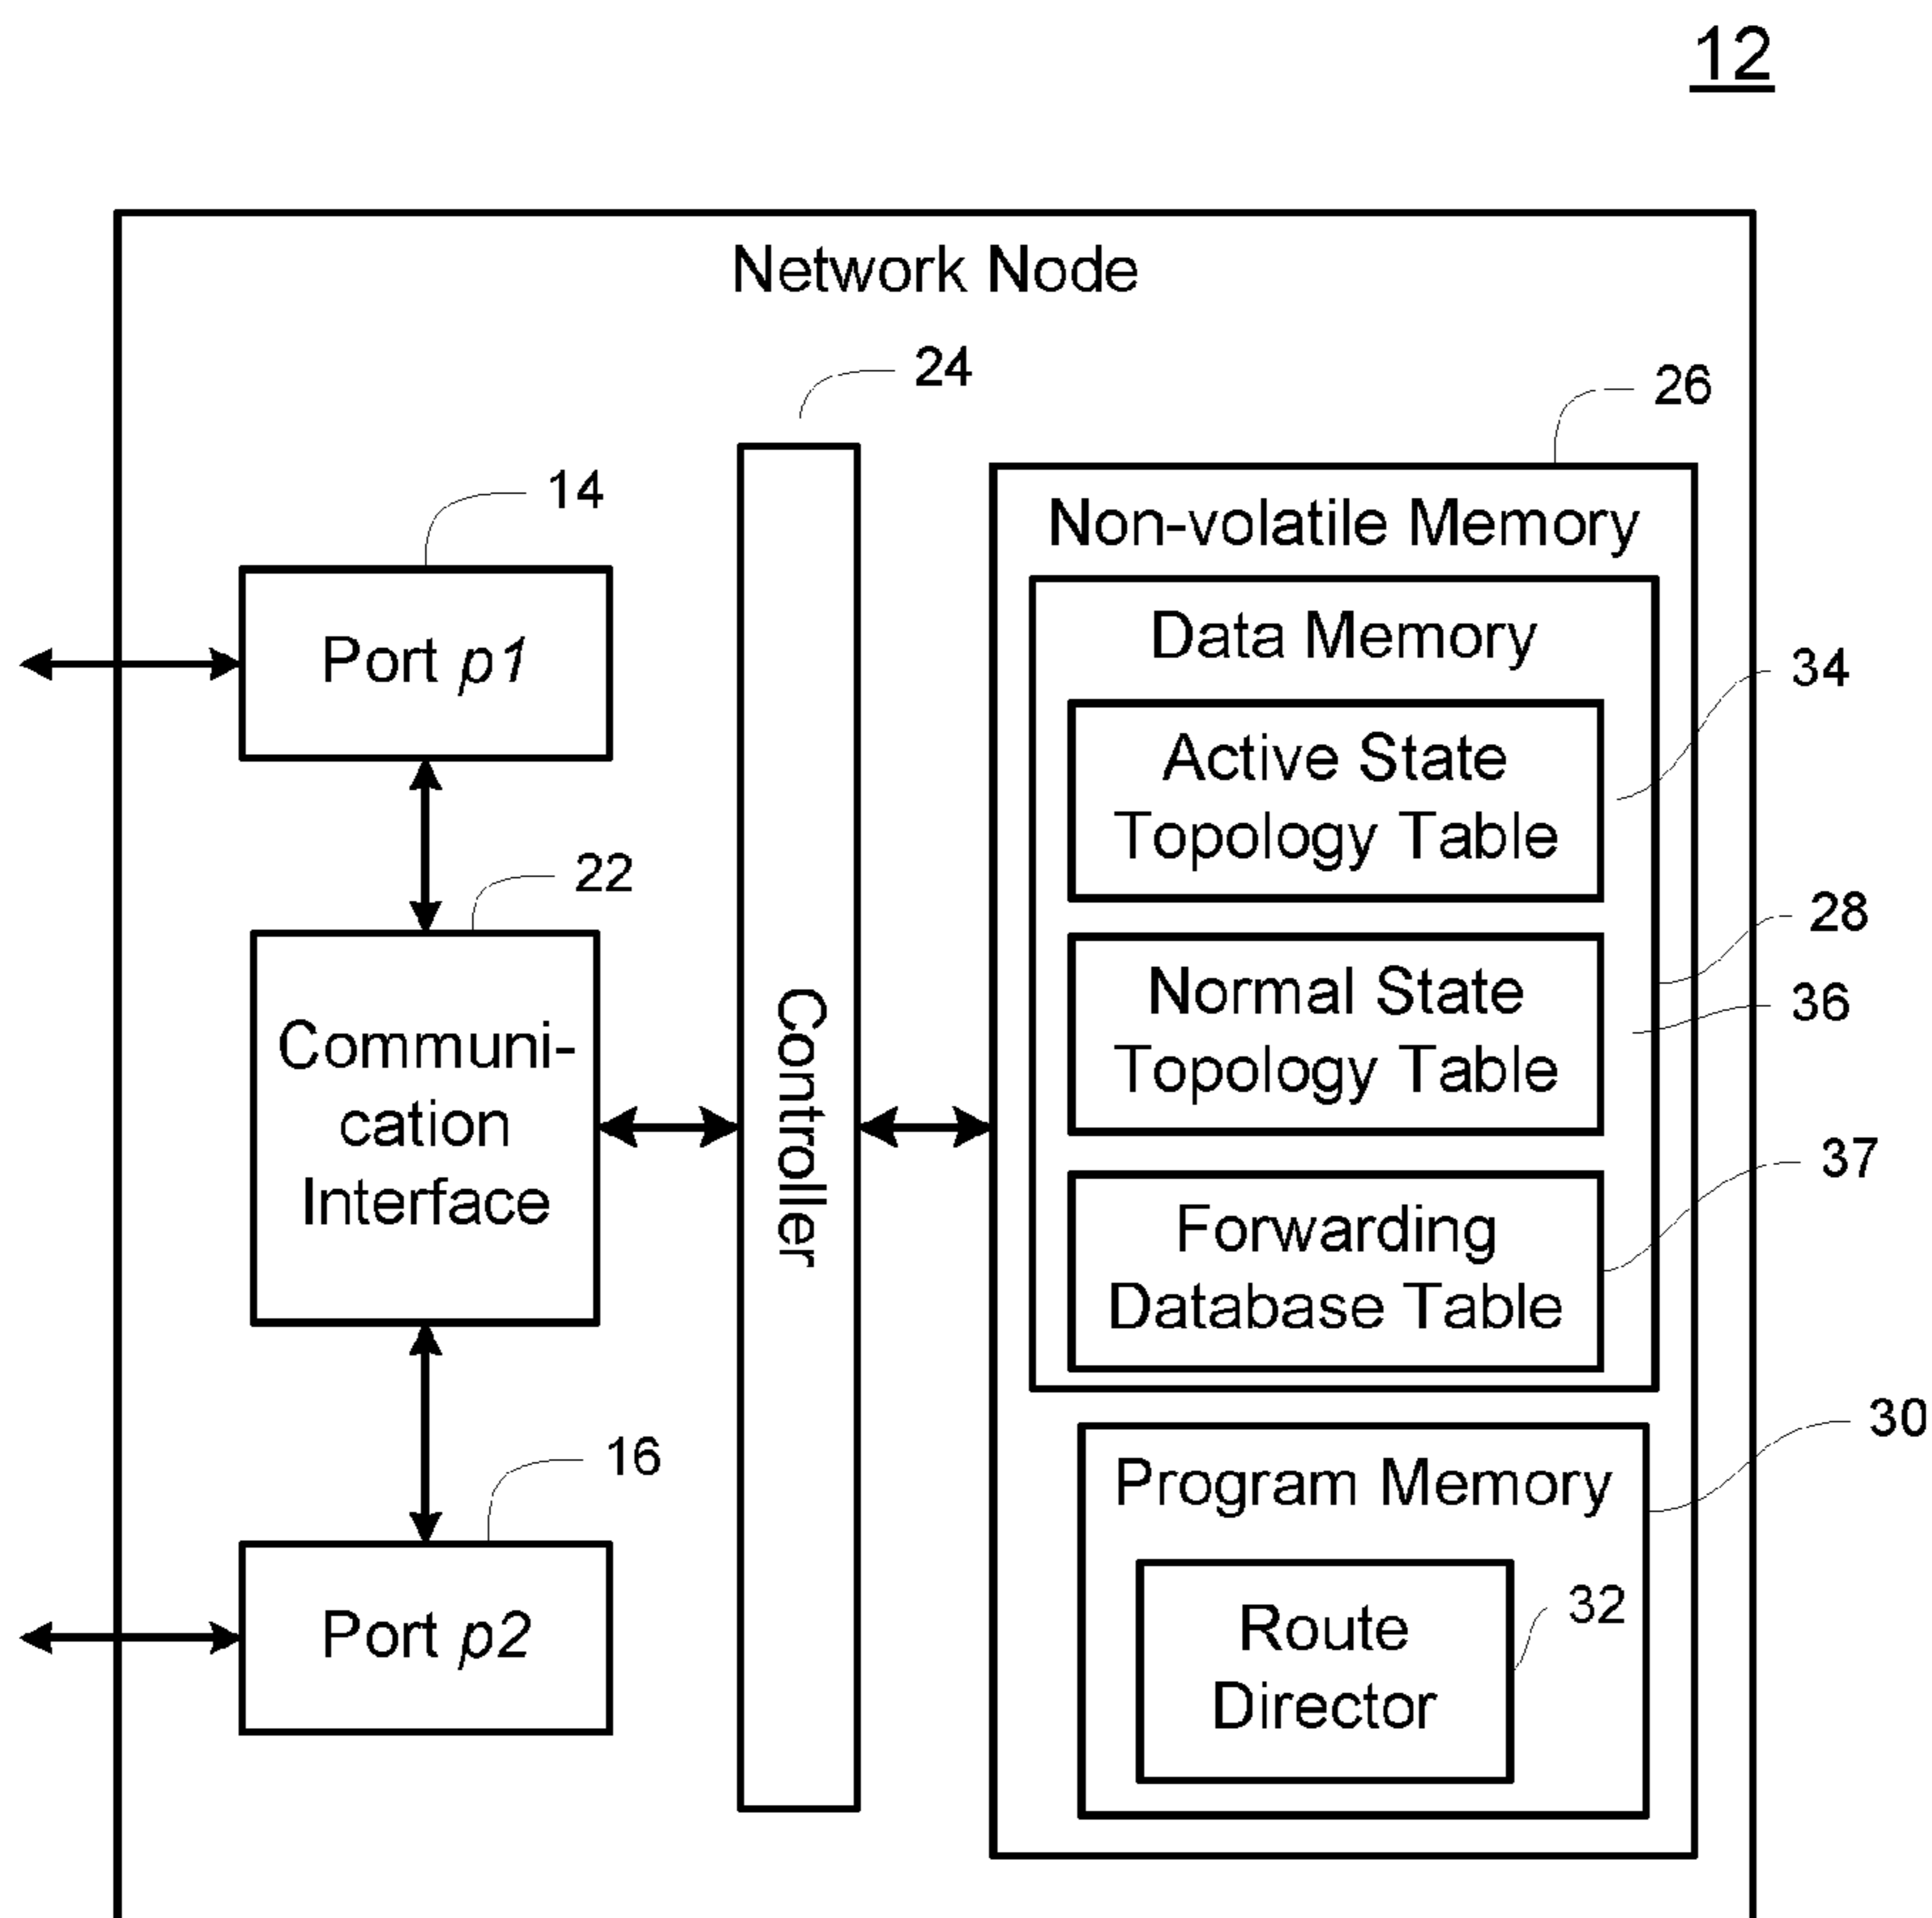 12
Network Node
24
26
14
Non-volatile Memory
Port p1
Data Memory
34
Active State
Topology Table
22
28
Communi-
cation
Interface
Controller
Normal State
Topology Table
36
37
Forwarding
Database Table
30
16
Program Memory
Port p2
32
Route
Director